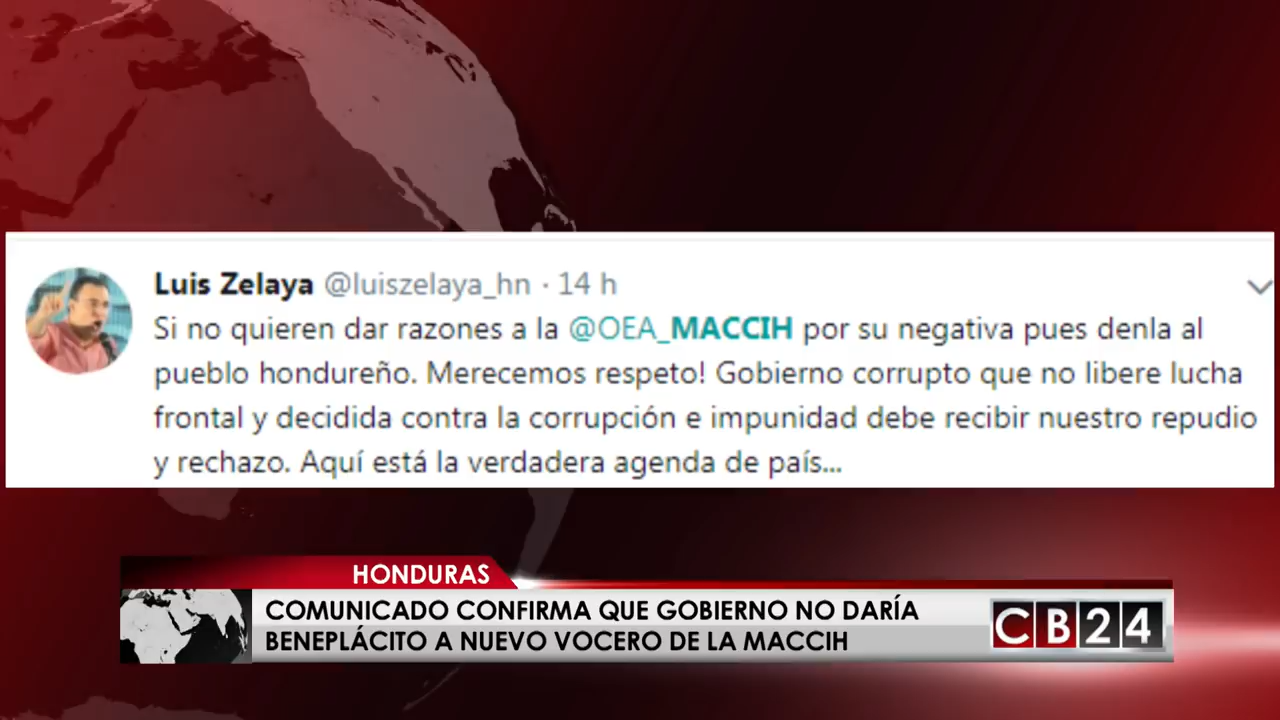 Luis Zelaya @luiszelaya_hn · 14 h
Si no quieren dar razones a la @OEA_MACCIH por su negativa pues denla al
pueblo hondureño. Merecemos respeto! Gobierno corrupto que no libere lucha
frontal y decidida contra la corrupción e impunidad debe recibir nuestro repudio
y rechazo. Aquí está la verdadera agenda de país...
HONDURAS
COMUNICADO CONFIRMA QUE GOBIERNO NO DARÍA
BENEPLÁCITO A NUEVO VOCERO DE LA MACCIH
CB24